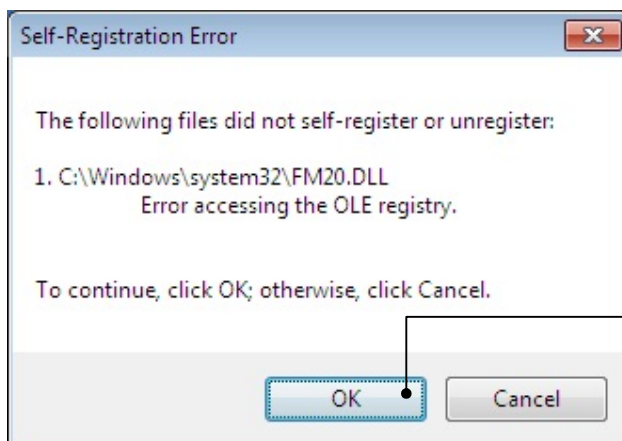 Self-Registration Error
The following files did not self-register or unregister:
1. C:\Windows\system32\FM20.DLL
Error accessing the OLE registry.
To continue, click OK; otherwise, click Cancel.
OK
Cancel